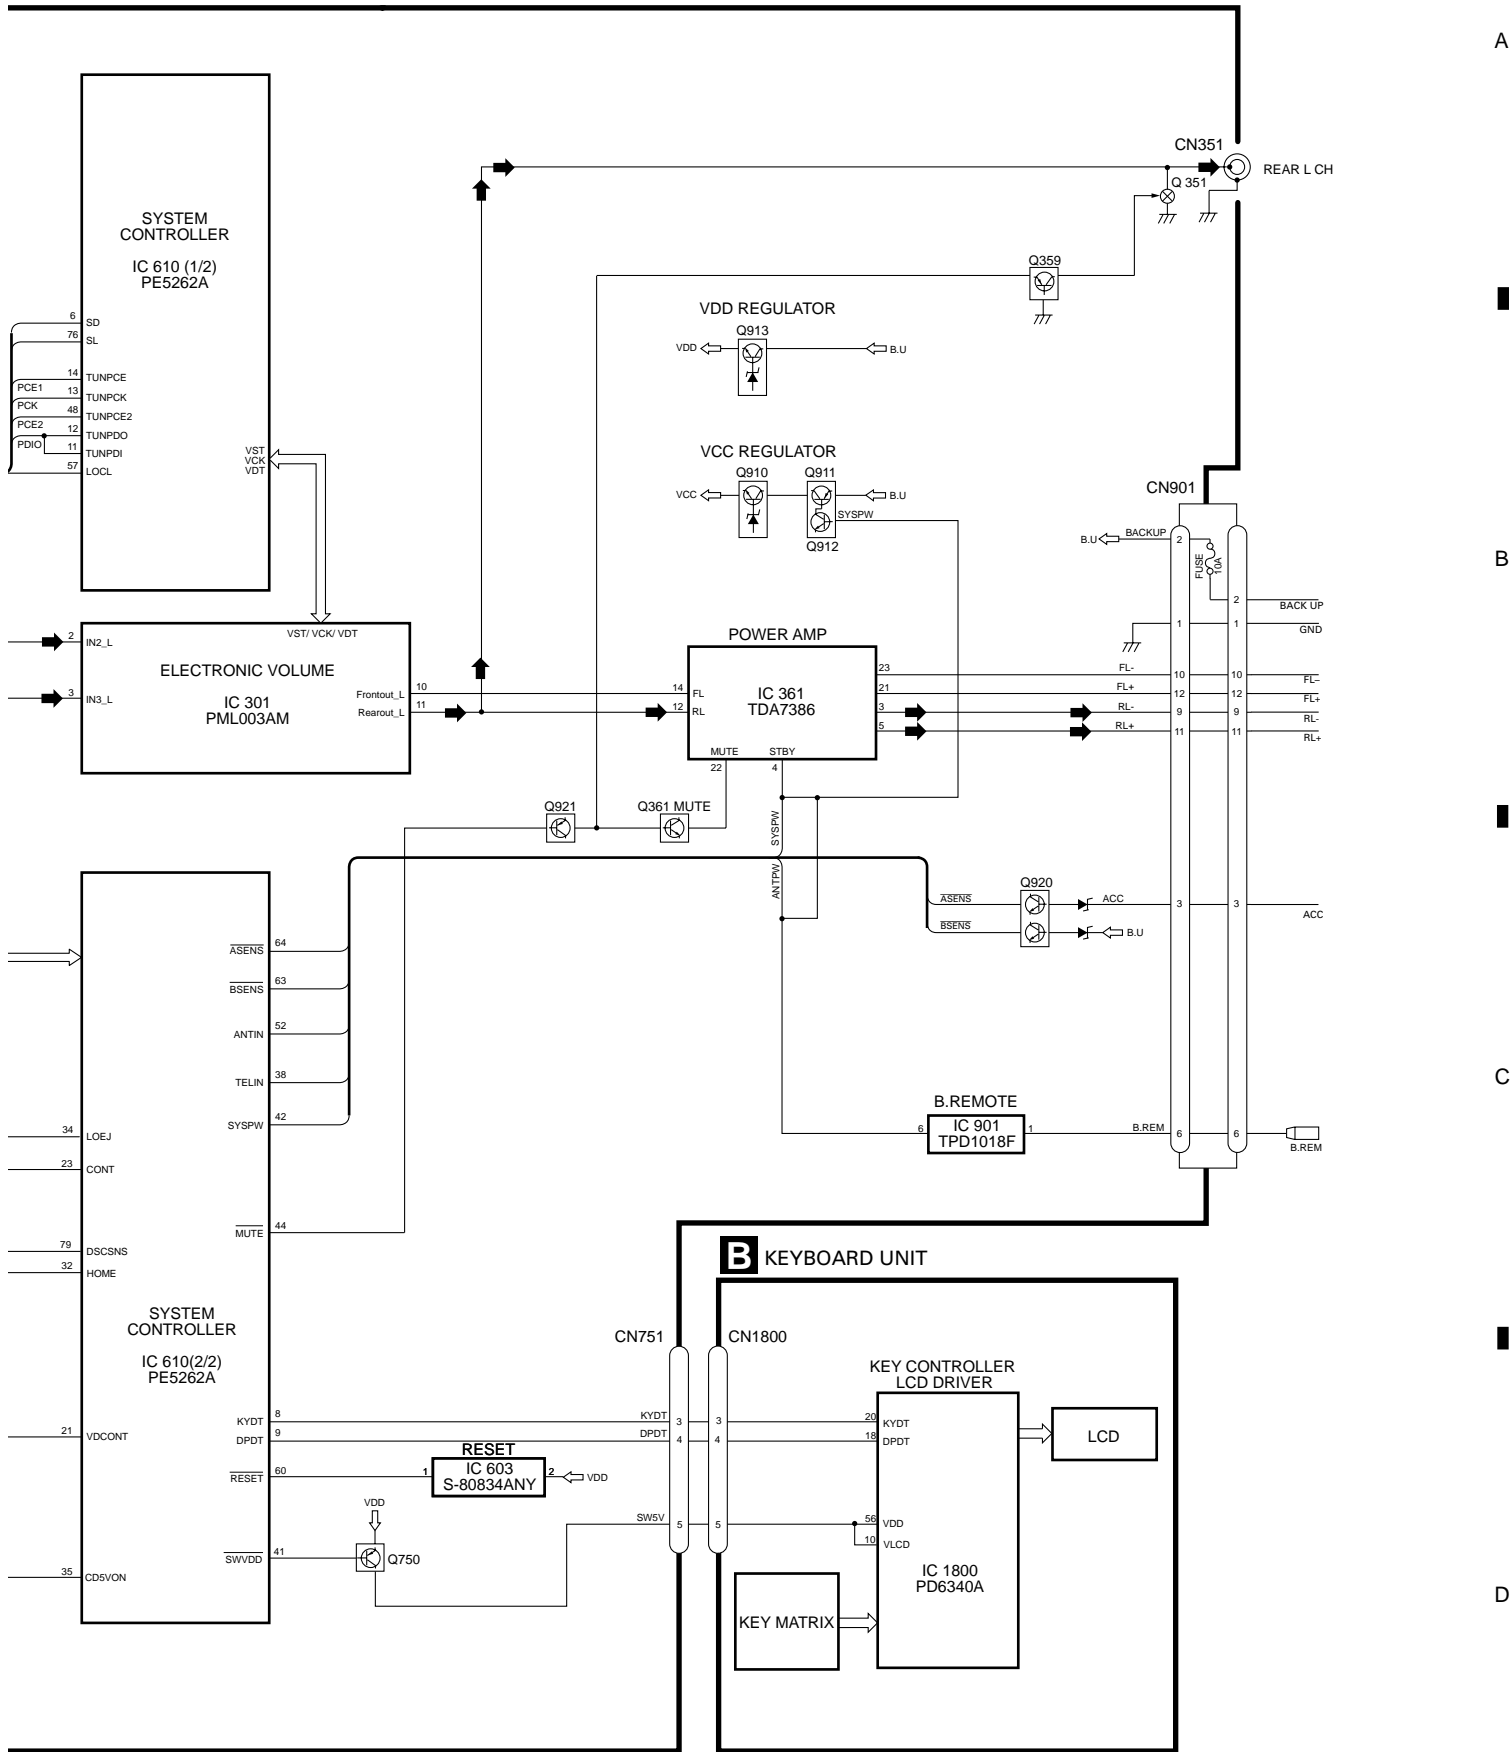 A
CN351
REAR L CH
Q 351
SYSTEM
CONTROLLER
IC 610 (1/2)
PE5262A
Q359
VDD REGULATOR
Q913
VDD
B.U
6
SD
76
SL
14
TUNPCE
PCE1
13
TUNPCK
PCK
48
TUNPCE2
PCE2
12
TUNPDO
PDIO
11
TUNPDI
57
LOCL
VST
VCK
VDT
VCC REGULATOR
Q910
Q911
VCC
B.U
SYSPW
Q912
CN901
B.U
BACKUP
2
FUSE
10A
B
2
BACK UP
1
1
GND
2
IN2_L
VST/ VCK/ VDT
ELECTRONIC VOLUME
3
IN3_L
IC 301
PML003AM
Frontout_L
10
Rearout_L
11
POWER AMP
14
FL
12
RL
IC 361
TDA7386
23
FL-
10
10
FL–
21
FL+
12
12
FL+
3
RL-
9
9
RL-
5
RL+
11
11
RL+
MUTE
STBY
22
4
Q921
Q361 MUTE
SYSPW
ANTPW
Q920
ASENS
ACC
3
3
ACC
BSENS
B.U
ASENS
64
BSENS
63
ANTIN
52
TELIN
38
SYSPW
42
C
B.REMOTE
6
IC 901
TPD1018F
1
B.REM
6
6
B.REM
34
LOEJ
23
CONT
MUTE
44
79
DSCSNS
32
HOME
B KEYBOARD UNIT
SYSTEM
CONTROLLER
IC 610(2/2)
PE5262A
CN751
CN1800
KEY CONTROLLER
LCD DRIVER
KYDT
8
KYDT
3
3
20
KYDT
DPDT
9
DPDT
4
4
18
DPDT
LCD
21
VDCONT
RESET
RESET
60
1
IC 603
S-80834ANY
2
VDD
VDD
SW5V
5
5
56
VDD
10
VLCD
SWVDD
41
Q750
35
CD5VON
IC 1800
PD6340A
D
KEY MATRIX